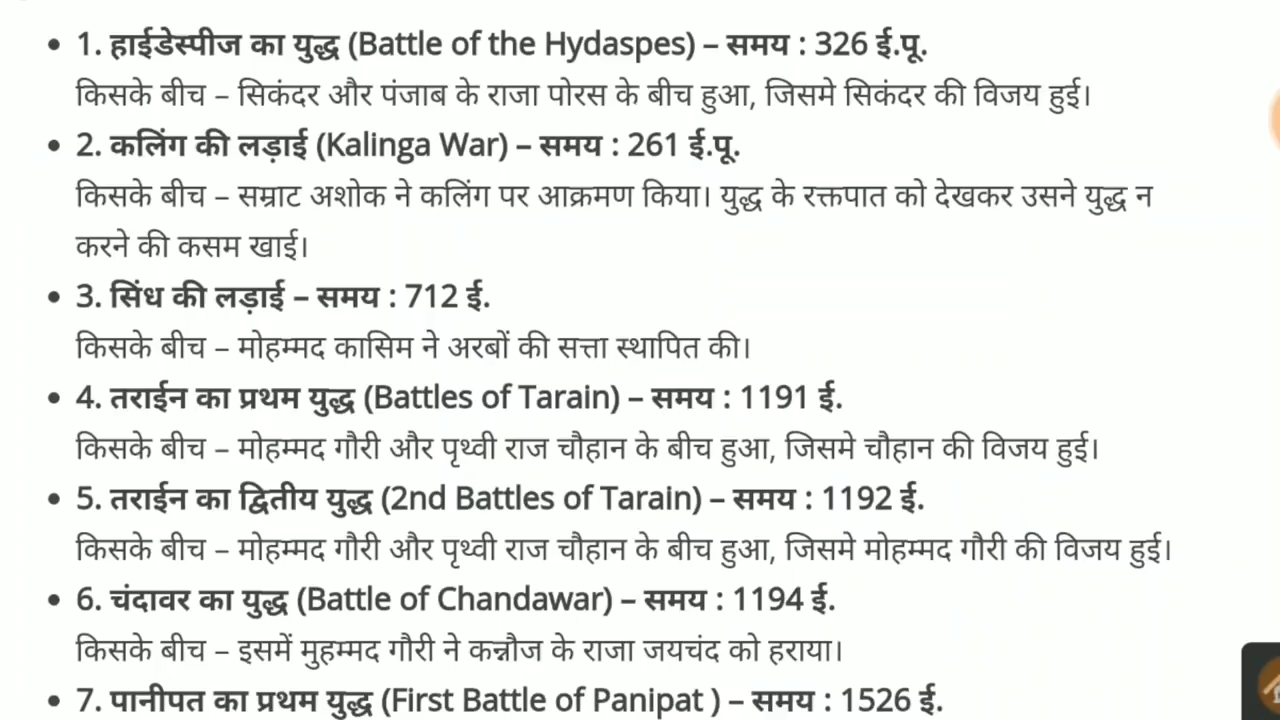 • 1. हाईडेस्पीज का युद्ध (Battle of the Hydaspes) – समय : 326 ई.पू.
किसके बीच – सिकंदर और पंजाब के राजा पोरस के बीच हुआ, जिसमे सिकंदर की विजय हुई।
• 2. कलिंग की लड़ाई (Kalinga War) – समय : 261 ई.पू.
किसके बीच – सम्राट अशोक ने कलिंग पर आक्रमण किया। युद्ध के रक्तपात को देखकर उसने युद्ध न
करने की कसम खाई।
• 3. सिंध की लड़ाई – समय : 712 ई.
किसके बीच – मोहम्मद कासिम ने अरबों की सत्ता स्थापित की।
• 4. तराईन का प्रथम युद्ध (Battles of Tarain) – समय : 1191 ई.
किसके बीच – मोहम्मद गौरी और पृथ्वी राज चौहान के बीच हुआ, जिसमे चौहान की विजय हुई।
• 5. तराईन का द्वितीय युद्ध (2nd Battles of Tarain) – समय : 1192 ई.
किसके बीच – मोहम्मद गौरी और पृथ्वी राज चौहान के बीच हुआ, जिसमे मोहम्मद गौरी की विजय हुई।
• 6. चंदावर का युद्ध (Battle of Chandawar) – समय : 1194 ई.
किसके बीच – इसमें मुहम्मद गौरी ने कन्नौज के राजा जयचंद को हराया।
• 7. पानीपत का प्रथम युद्ध (First Battle of Panipat ) – समय : 1526 ई.